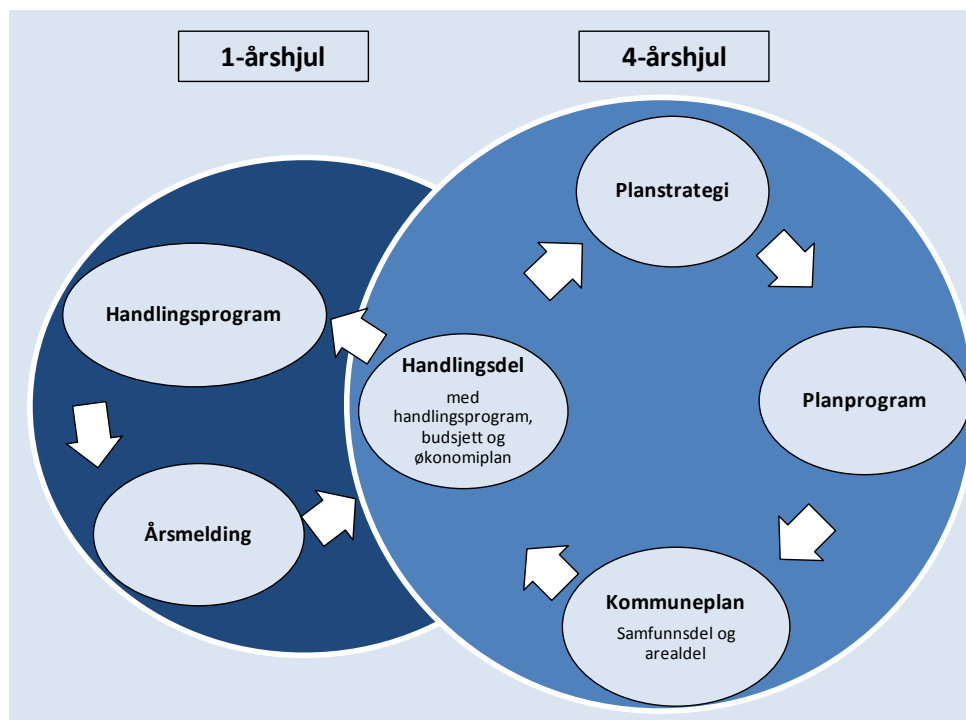 1-årshjul
4-årshjul
Planstrategi
Handlingsprogram
Handlingsdel
med
handlingsprogram,
budsjett og
økonomiplan
Planprogram
Årsmelding
Kommuneplan
Samfunnsdel og
arealdel